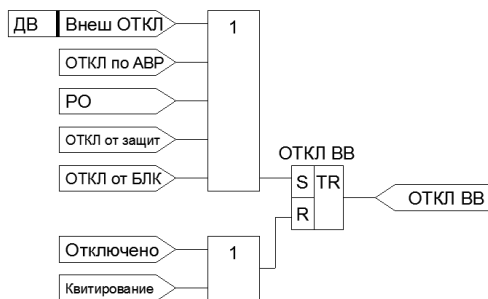 ДВ Внеш ОТКЛ 1
ОТКЛ по АВР
РО
ОТКЛ от защит
ОТКЛ ВВ
ОТКЛ от БЛК S TR
ОТКЛ ВВ
R
Отключено 1
Квитирование